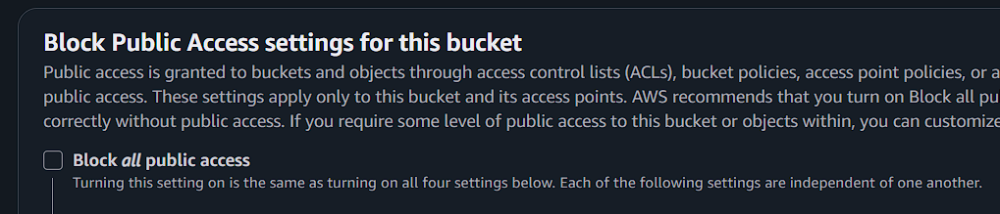 Block Public Access settings for this bucket
Public access is granted to buckets and objects through access control lists (ACLs), bucket policies, access point policies, or a
public access. These settings apply only to this bucket and its access points. AWS recommends that you turn on Block all pu
correctly without public access. If you require some level of public access to this bucket or objects within, you can customize
Block all public access
Turning this setting on is the same as turning on all four settings below. Each of the following settings are independent of one another.